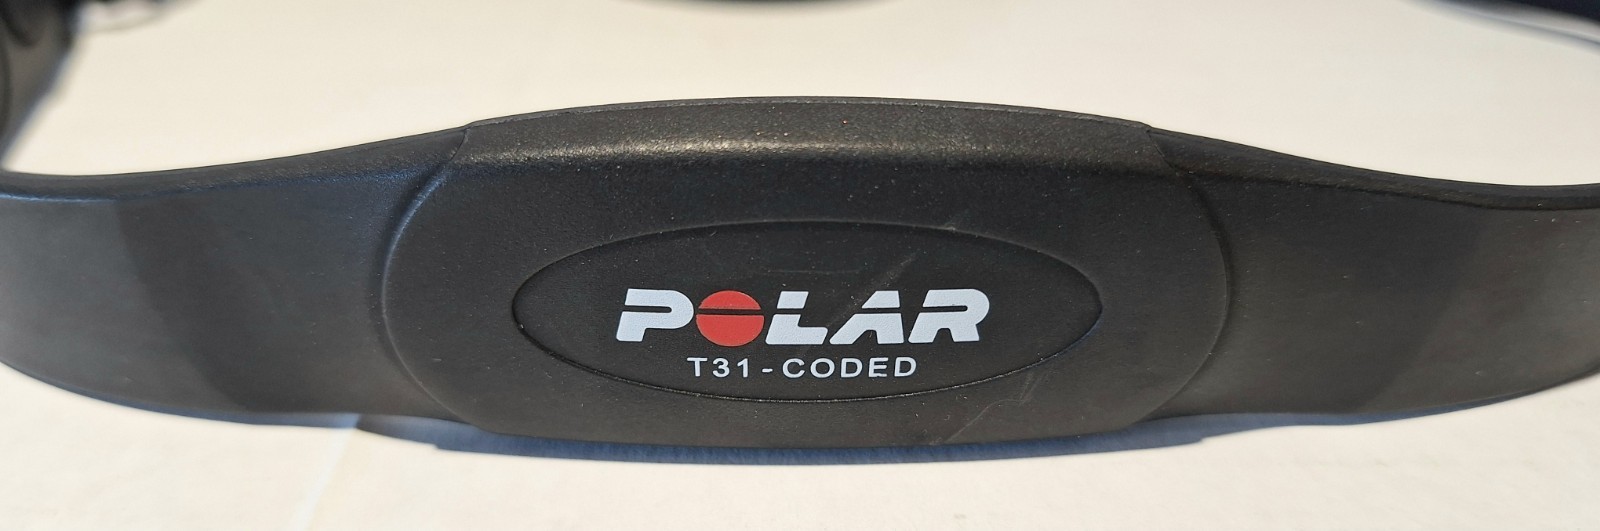 POLAR
T31-CODED